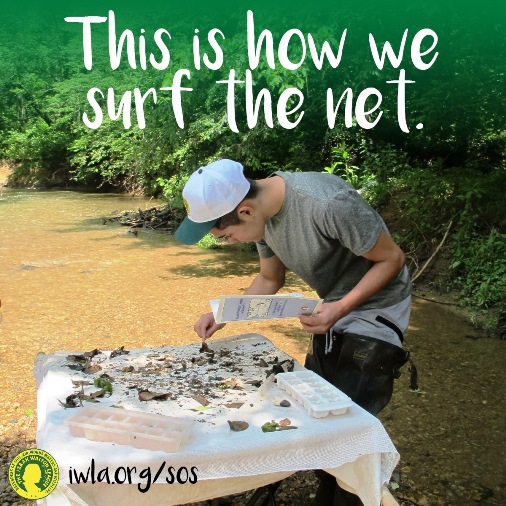 This is how we
surf the net.
iwla.org/sos